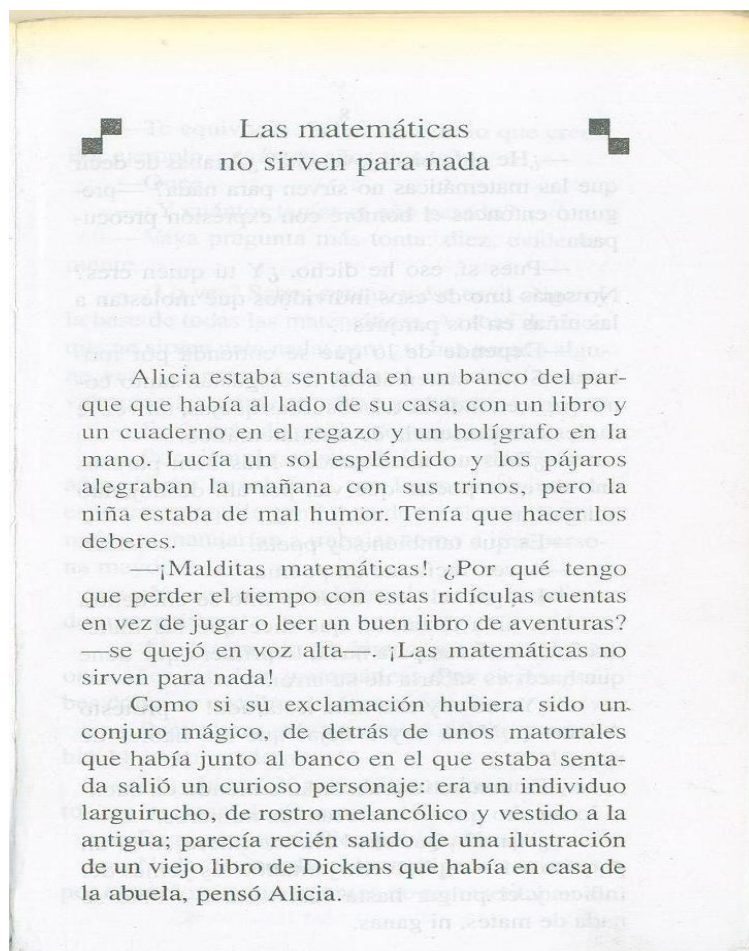 Las matemáticas
no sirven para nada
Alicia estaba sentada en un banco del par-
que que había al lado de su casa, con un libro y
un cuaderno en el regazo y un bolígrafo en la
mano. Lucía un sol espléndido y los pájaros
alegraban la mañana con sus trinos, pero la
niña estaba de mal humor. Tenía que hacer los
deberes.
—¡Malditas matemáticas! ¿Por qué tengo
que perder el tiempo con estas ridículas cuentas
en vez de jugar o leer un buen libro de aventuras?
—se quejó en voz alta—. ¡Las matemáticas no
sirven para nada!
Como si su exclamación hubiera sido un
conjuro mágico, de detrás de unos matorrales
que había junto al banco en el que estaba senta-
da salió un curioso personaje: era un individuo
larguirucho, de rostro melancólico y vestido a la
antigua; parecía recién salido de una ilustración
de un viejo libro de Dickens que había en casa de
la abuela, pensó Alicia.